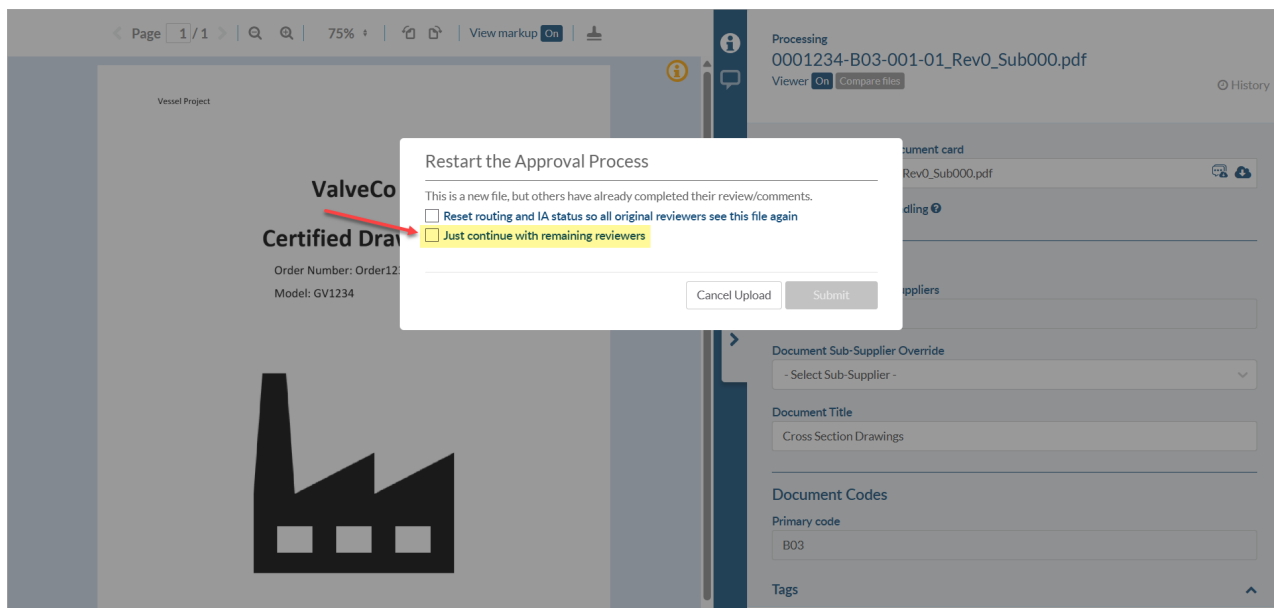 Page 1 / 1 75% View markup On
Processing
0001234-B03-001-01_Rev0_Sub000.pdf
Viewer On Compare files
History
Vessel Project
ValveCo
Certified Draw
Order Number: Order12
Model: GV1234
Restart the Approval Process
This is a new file, but others have already completed their review/comments.
Reset routing and IA status so all original reviewers see this file again
Just continue with remaining reviewers
Cancel Upload Submit
cument card
Rev0_Sub000.pdf
dling
uppliers
Document Sub-Supplier Override
- Select Sub-Supplier -
Document Title
Cross Section Drawings
Document Codes
Primary code
B03
Tags